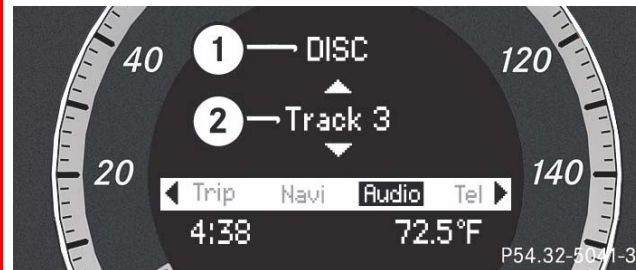 1 DISC
40 120
2 Track 3
20 140
Trip Navi Audio Tel
4:38 72.5°F
P54.32-5041-31